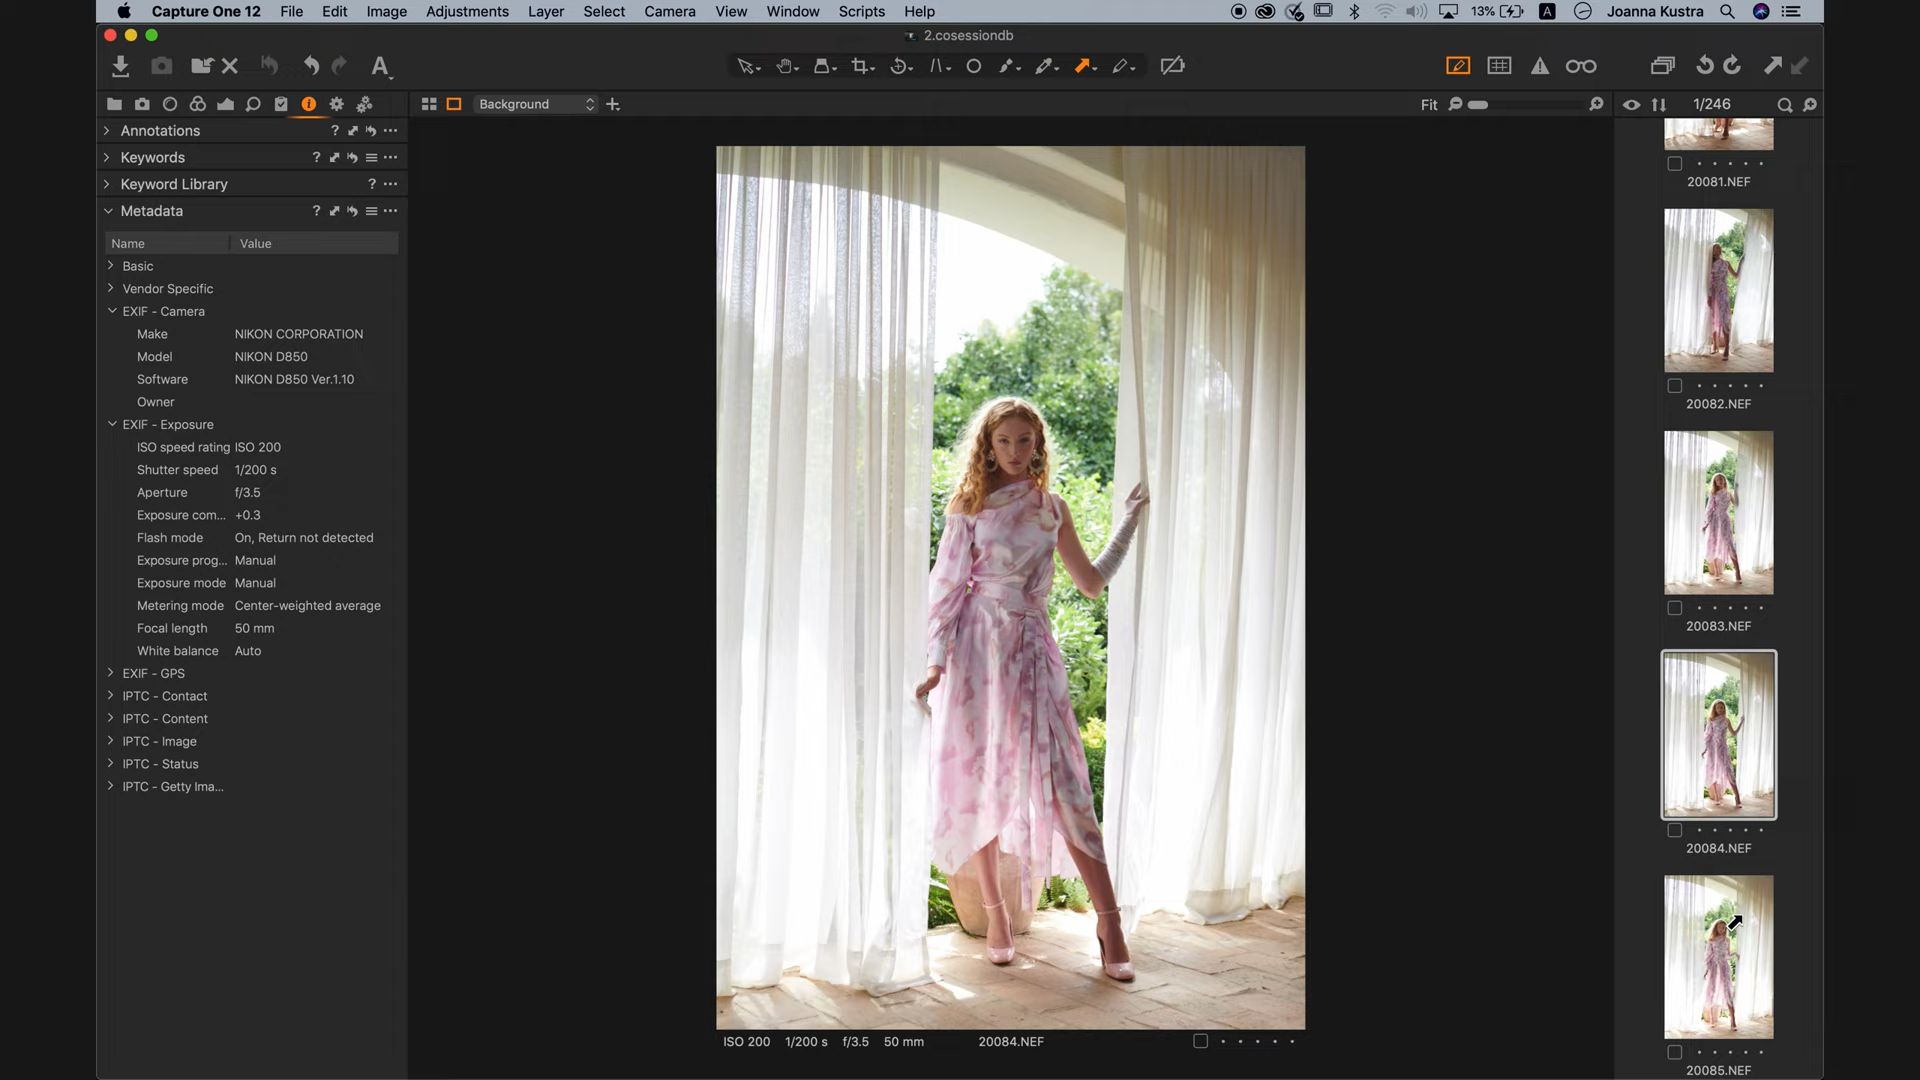 Capture One 12 File Edit Image Adjustments Layer Select Camera View Window Scripts Help 13% A Joanna Kustra
2.cosessiondb
A
Background Fit 1/246
Annotations ? ...
Keywords ? ...
Keyword Library ? ...
Metadata ? ...
Name Value
Basic
Vendor Specific
EXIF - Camera
Make NIKON CORPORATION
Model NIKON D850
Software NIKON D850 Ver.1.10
Owner
EXIF - Exposure
ISO speed rating ISO 200
Shutter speed 1/200 s
Aperture f/3.5
Exposure com... +0.3
Flash mode On, Return not detected
Exposure prog... Manual
Exposure mode Manual
Metering mode Center-weighted average
Focal length 50 mm
White balance Auto
EXIF - GPS
IPTC - Contact
IPTC - Content
IPTC - Image
IPTC - Status
IPTC - Getty Ima...
ISO 200 1/200 s f/3.5 50 mm 20084.NEF
20081.NEF
20082.NEF
20083.NEF
20084.NEF
20085.NEF